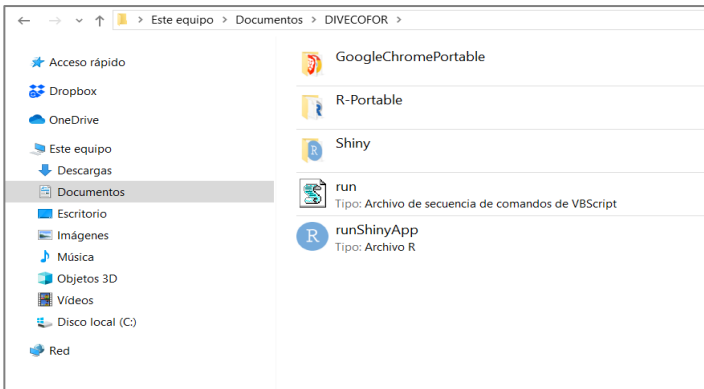 Este equipo > Documentos > DIVECOFOR >
Acceso rápido
Dropbox
OneDrive
Este equipo
Descargas
Documentos
Escritorio
Imágenes
Música
Objetos 3D
Vídeos
Disco local (C:)
Red
GoogleChromePortable
R-Portable
Shiny
run
Tipo: Archivo de secuencia de comandos de VBScript
runShinyApp
Tipo: Archivo R